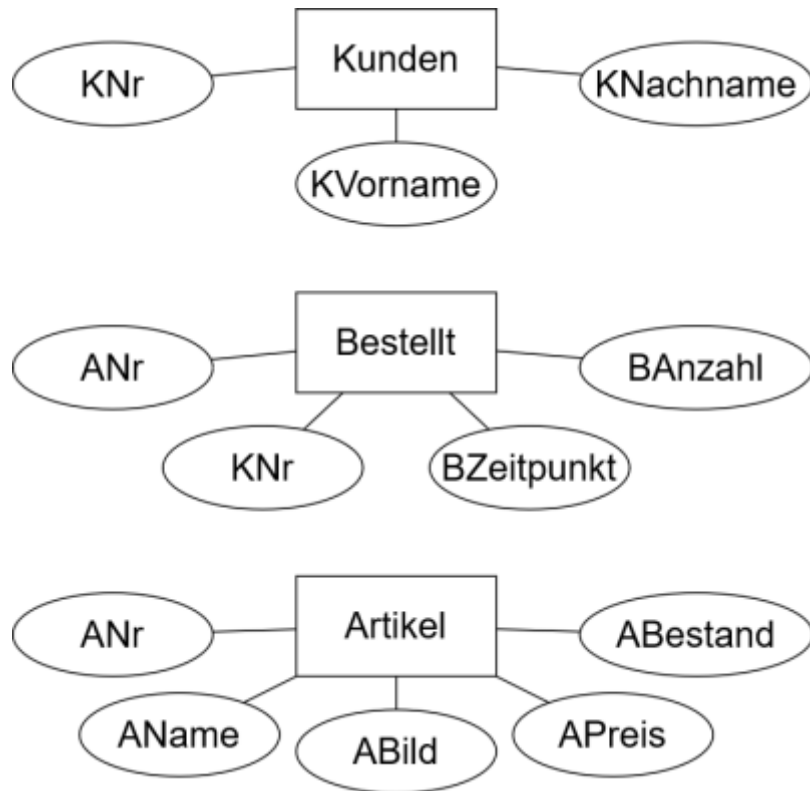 Kunden
KNr
KNachname
KVorname
Bestellt
ANr
BAnzahl
KNr
BZeitpunkt
Artikel
ANr
ABestand
AName
ABild
APreis